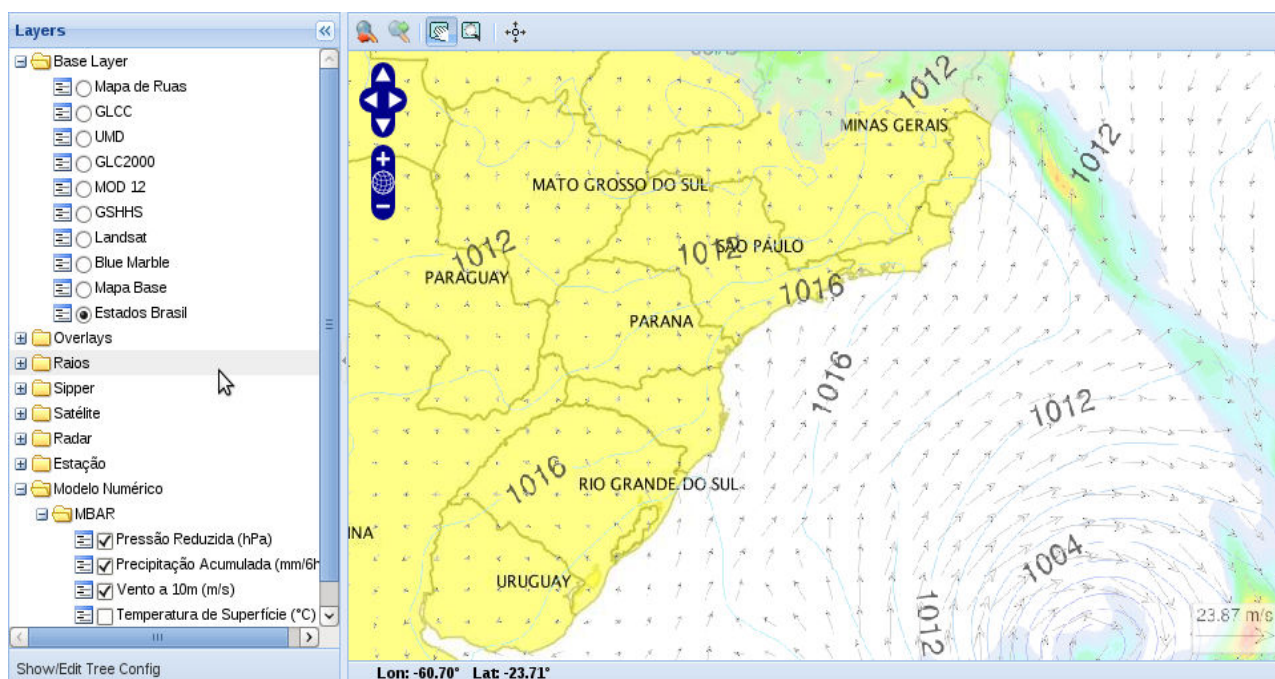 Layers
Base Layer
Mapa de Ruas
GLCC
UMD
GLC2000
MOD 12
GSHHS
Landsat
Blue Marble
Mapa Base
Estados Brasil
Overlays
Raios
Sipper
Satélite
Radar
Estação
Modelo Numérico
MBAR
Pressão Reduzida (hPa)
Precipitação Acumulada (mm/6h
Vento a 10m (m/s)
Temperatura de Superfície (°C)
Show/Edit Tree Config
1012
MINAS GERAIS
1012
MATO GROSSO DO SUL
1012
PARAGUAY
1012
SAO PAULO
1016
PARANA
1016
1012
1016
RIO GRANDE DO SUL
INA
URUGUAY
1004
1012
23.87 m/s
Lon: -60.70° Lat: -23.71°